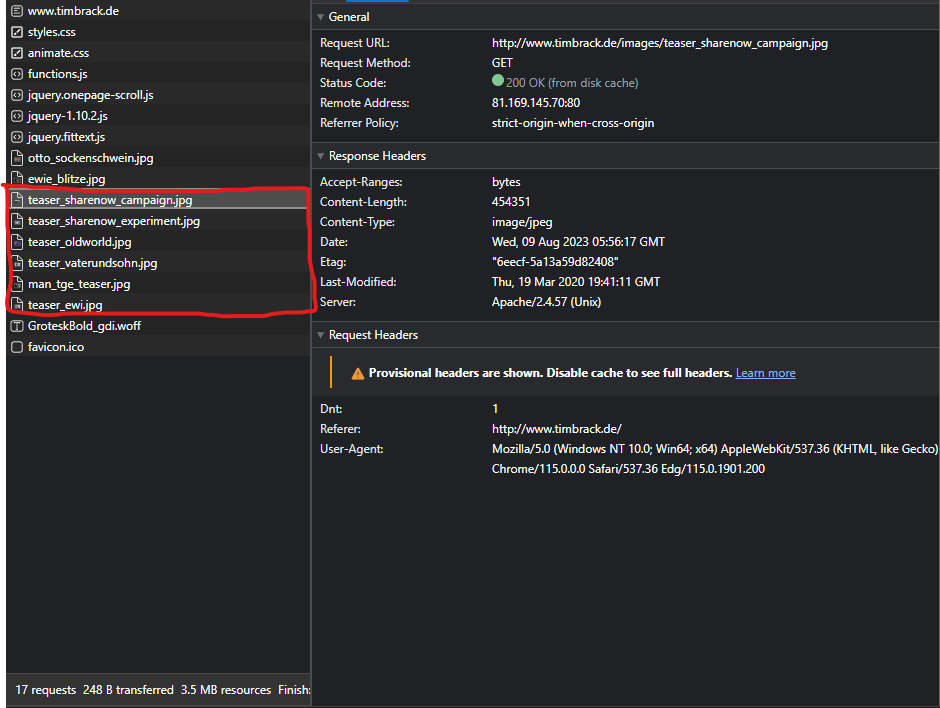 www.timbrack.de
styles.css
animate.css
functions.js
jquery.onepage-scroll.js
jquery-1.10.2.js
jquery.fittext.js
otto_sockenschwein.jpg
ewie_blitze.jpg
teaser_sharenow_campaign.jpg
teaser_sharenow_experiment.jpg
teaser_oldworld.jpg
teaser_vaterundsohn.jpg
man_tge_teaser.jpg
teaser_ewi.jpg
GroteskBold_gdi.woff
favicon.ico
17 requests 248 B transferred 3.5 MB resources Finish:
General
Request URL: http://www.timbrack.de/images/teaser_sharenow_campaign.jpg
Request Method: GET
Status Code: 200 OK (from disk cache)
Remote Address: 81.169.145.70:80
Referrer Policy: strict-origin-when-cross-origin
Response Headers
Accept-Ranges: bytes
Content-Length: 454351
Content-Type: image/jpeg
Date: Wed, 09 Aug 2023 05:56:17 GMT
Etag: "6eecf-5a13a59d82408"
Last-Modified: Thu, 19 Mar 2020 19:41:11 GMT
Server: Apache/2.4.57 (Unix)
Request Headers
Provisional headers are shown. Disable cache to see full headers. Learn more
Dnt: 1
Referer: http://www.timbrack.de/
User-Agent: Mozilla/5.0 (Windows NT 10.0; Win64; x64) AppleWebKit/537.36 (KHTML, like Gecko)
Chrome/115.0.0.0 Safari/537.36 Edg/115.0.1901.200